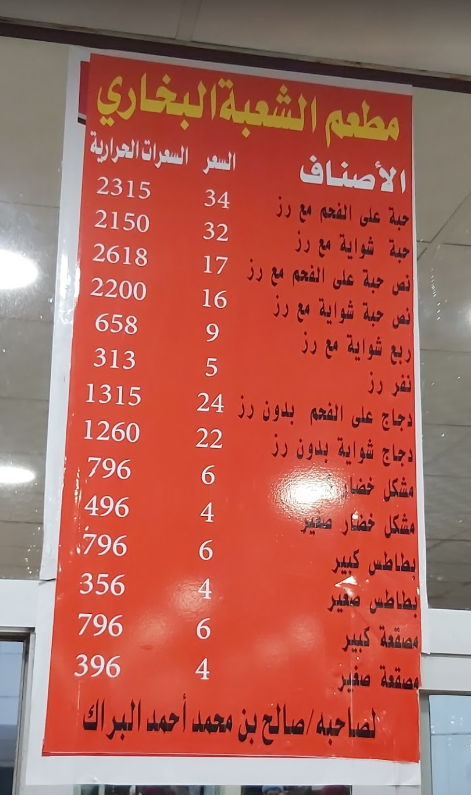 مطعم الشعبة البخاري
الأصناف السعر السعرات الحرارية
حبة على الفحم مع رز 34 2315
حبة شواية مع رز 32 2150
نص حبة على الفحم مع رز 17 2618
نص حبة شواية مع رز 16 2200
ربع شواية مع رز 9 658
نفر رز 5 313
دجاج على الفحم بدون رز 24 1315
دجاج شواية بدون رز 22 1260
مشكل خضار 6 796
مشكل خضار صغير 4 496
بطاطس كبير 6 796
بطاطس صغير 4 356
مصقعة كبير 6 796
مصقعة صغير 4 396
لصاحبه/صالح بن محمد أحمد البراك